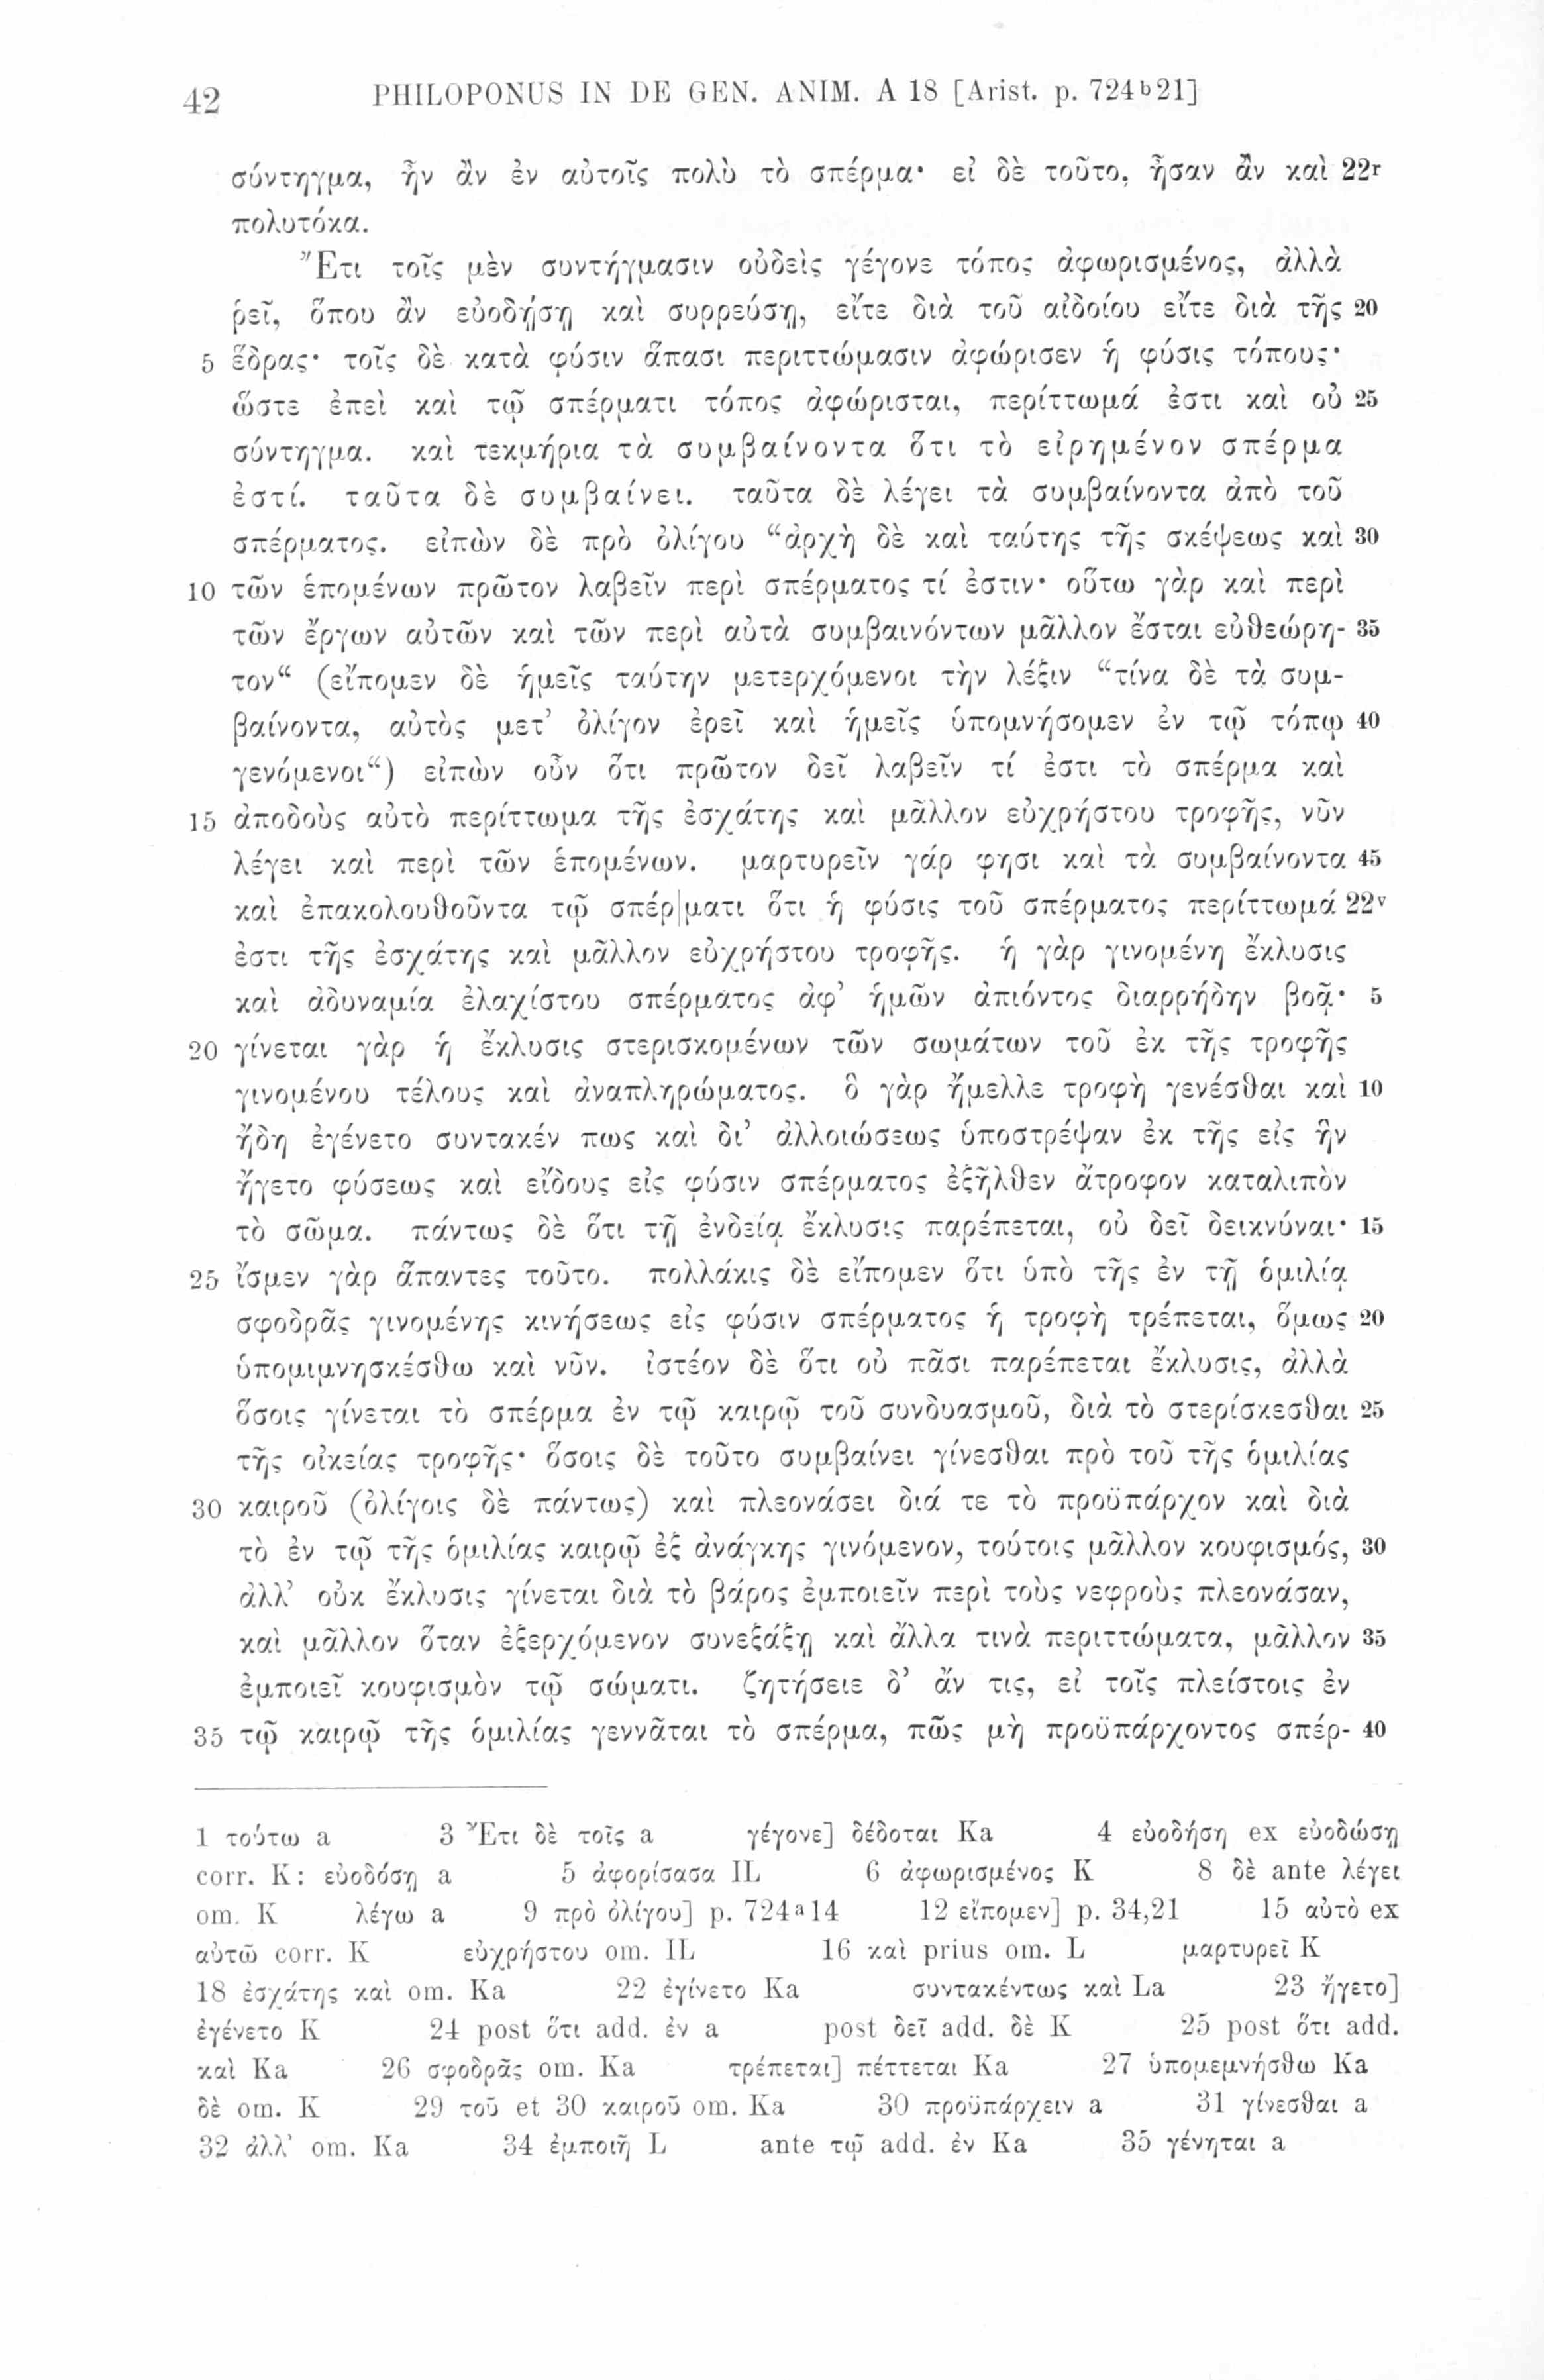 42 PHILOPONUS IN DE GEN. ANIM. A 18 [Arist. p. 724ᵇ21]
σύντηγμα, ἦν ἂν ἐν αὐτοῖς πολὺ τὸ σπέρμα· εἰ δὲ τοῦτο, ἦσαν ἂν καὶ 22r
πολυτόκα.
Ἔτι τοῖς μὲν συντήγμασιν οὐδεὶς γέγονε τόπος ἀφωρισμένος, ἀλλὰ
ῥεῖ, ὅπου ἂν εὐοδήσῃ καὶ συρρεύσῃ, εἴτε διὰ τοῦ αἰδοίου εἴτε διὰ τῆς 20
5 ἕδρας· τοῖς δὲ κατὰ φύσιν ἅπασι περιττώμασιν ἀφώρισεν ἡ φύσις τόπους·
ὥστε ἐπεὶ καὶ τῷ σπέρματι τόπος ἀφώρισται, περίττωμά ἐστι καὶ οὐ 25
σύντηγμα. καὶ τεκμήρια τὰ συμβαίνοντα ὅτι τὸ εἰρημένον σπέρμα
ἐστί. ταῦτα δὲ συμβαίνει. ταῦτα δὲ λέγει τὰ συμβαίνοντα ἀπὸ τοῦ
σπέρματος. εἰπὼν δὲ πρὸ ὀλίγου “ἀρχὴ δὲ καὶ ταύτης τῆς σκέψεως καὶ 30
10 τῶν ἑπομένων πρῶτον λαβεῖν περὶ σπέρματος τί ἐστιν· οὕτω γὰρ καὶ περὶ
τῶν ἔργων αὐτῶν καὶ τῶν περὶ αὐτὰ συμβαινόντων μᾶλλον ἔσται εὐθεώρη- 35
τον“ (εἴπομεν δὲ ἡμεῖς ταύτην μετερχόμενοι τὴν λέξιν “τίνα δὲ τὰ συμ-
βαίνοντα, αὐτὸς μετ’ ὀλίγον ἐρεῖ καὶ ἡμεῖς ὑπομνήσομεν ἐν τῷ τόπῳ 40
γενόμενοι“) εἰπὼν οὖν ὅτι πρῶτον δεῖ λαβεῖν τί ἐστι τὸ σπέρμα καὶ
15 ἀποδοὺς αὐτὸ περίττωμα τῆς ἐσχάτης καὶ μᾶλλον εὐχρήστου τροφῆς, νῦν
λέγει καὶ περὶ τῶν ἑπομένων. μαρτυρεῖν γάρ φησι καὶ τὰ συμβαίνοντα 45
καὶ ἐπακολουθοῦντα τῷ σπέρ|ματι ὅτι ἡ φύσις τοῦ σπέρματος περίττωμά 22v
ἐστι τῆς ἐσχάτης καὶ μᾶλλον εὐχρήστου τροφῆς. ἡ γὰρ γινομένη ἔκλυσις
καὶ ἀδυναμία ἐλαχίστου σπέρματος ἀφ’ ἡμῶν ἀπιόντος διαρρήδην βοᾷ· 5
20 γίνεται γὰρ ἡ ἔκλυσις στερισκομένων τῶν σωμάτων τοῦ ἐκ τῆς τροφῆς
γινομένου τέλους καὶ ἀναπληρώματος. ὃ γὰρ ἤμελλε τροφὴ γενέσθαι καὶ 10
ἤδη ἐγένετο συντακέν πως καὶ δι’ ἀλλοιώσεως ὑποστρέψαν ἐκ τῆς εἰς ἣν
ἤγετο φύσεως καὶ εἴδους εἰς φύσιν σπέρματος ἐξῆλθεν ἄτροφον καταλιπὸν
τὸ σῶμα. πάντως δὲ ὅτι τῇ ἐνδείᾳ ἔκλυσις παρέπεται, οὐ δεῖ δεικνύναι· 15
25 ἴσμεν γὰρ ἅπαντες τοῦτο. πολλάκις δὲ εἴπομεν ὅτι ὑπὸ τῆς ἐν τῇ ὁμιλίᾳ
σφοδρᾶς γινομένης κινήσεως εἰς φύσιν σπέρματος ἡ τροφὴ τρέπεται, ὅμως 20
ὑπομιμνησκέσθω καὶ νῦν. ἰστέον δὲ ὅτι οὐ πᾶσι παρέπεται ἔκλυσις, ἀλλὰ
ὅσοις γίνεται τὸ σπέρμα ἐν τῷ καιρῷ τοῦ συνδυασμοῦ, διὰ τὸ στερίσκεσθαι 25
τῆς οἰκείας τροφῆς· ὅσοις δὲ τοῦτο συμβαίνει γίνεσθαι πρὸ τοῦ τῆς ὁμιλίας
30 καιροῦ (ὀλίγοις δὲ πάντως) καὶ πλεονάσει διά τε τὸ προϋπάρχον καὶ διὰ
τὸ ἐν τῷ τῆς ὁμιλίας καιρῷ ἐξ ἀνάγκης γινόμενον, τούτοις μᾶλλον κουφισμός, 30
ἀλλ’ οὐκ ἔκλυσις γίνεται διὰ τὸ βάρος ἐμποιεῖν περὶ τοὺς νεφροὺς πλεονάσαν,
καὶ μᾶλλον ὅταν ἐξερχόμενον συνεξάξῃ καὶ ἄλλα τινὰ περιττώματα, μᾶλλον 35
ἐμποιεῖ κουφισμὸν τῷ σώματι. ζητήσειε δ’ ἄν τις, εἰ τοῖς πλείστοις ἐν
35 τῷ καιρῷ τῆς ὁμιλίας γεννᾶται τὸ σπέρμα, πῶς μὴ προϋπάρχοντος σπέρ- 40
1 τούτω a 3 Ἔτι δὲ τοῖς a γέγονε] δέδοται Ka 4 εὐοδήσῃ ex εὐοδώσῃ
corr. K: εὐοδόσῃ a 5 ἀφορίσασα IL 6 ἀφωρισμένος K 8 δὲ ante λέγει
om. K λέγω a 9 πρὸ ὀλίγου] p. 724ᵃ14 12 εἴπομεν] p. 34,21 15 αὐτὸ ex
αὐτῶ corr. K εὐχρήστου om. IL 16 καὶ prius om. L μαρτυρεῖ K
18 ἐσχάτης καὶ om. Ka 22 ἐγίνετο Ka συντακέντως καὶ La 23 ἤγετο]
ἐγένετο K 24 post ὅτι add. ἐν a post δεῖ add. δὲ K 25 post ὅτι add.
καὶ Ka 26 σφοδρᾶς om. Ka τρέπεται] πέττεται Ka 27 ὑπομεμνήσθω Ka
δὲ om. K 29 τοῦ et 30 καιροῦ om. Ka 30 προϋπάρχειν a 31 γίνεσθαι a
32 ἀλλ’ om. Ka 34 ἐμποιῆ L ante τῷ add. ἐν Ka 35 γένηται a